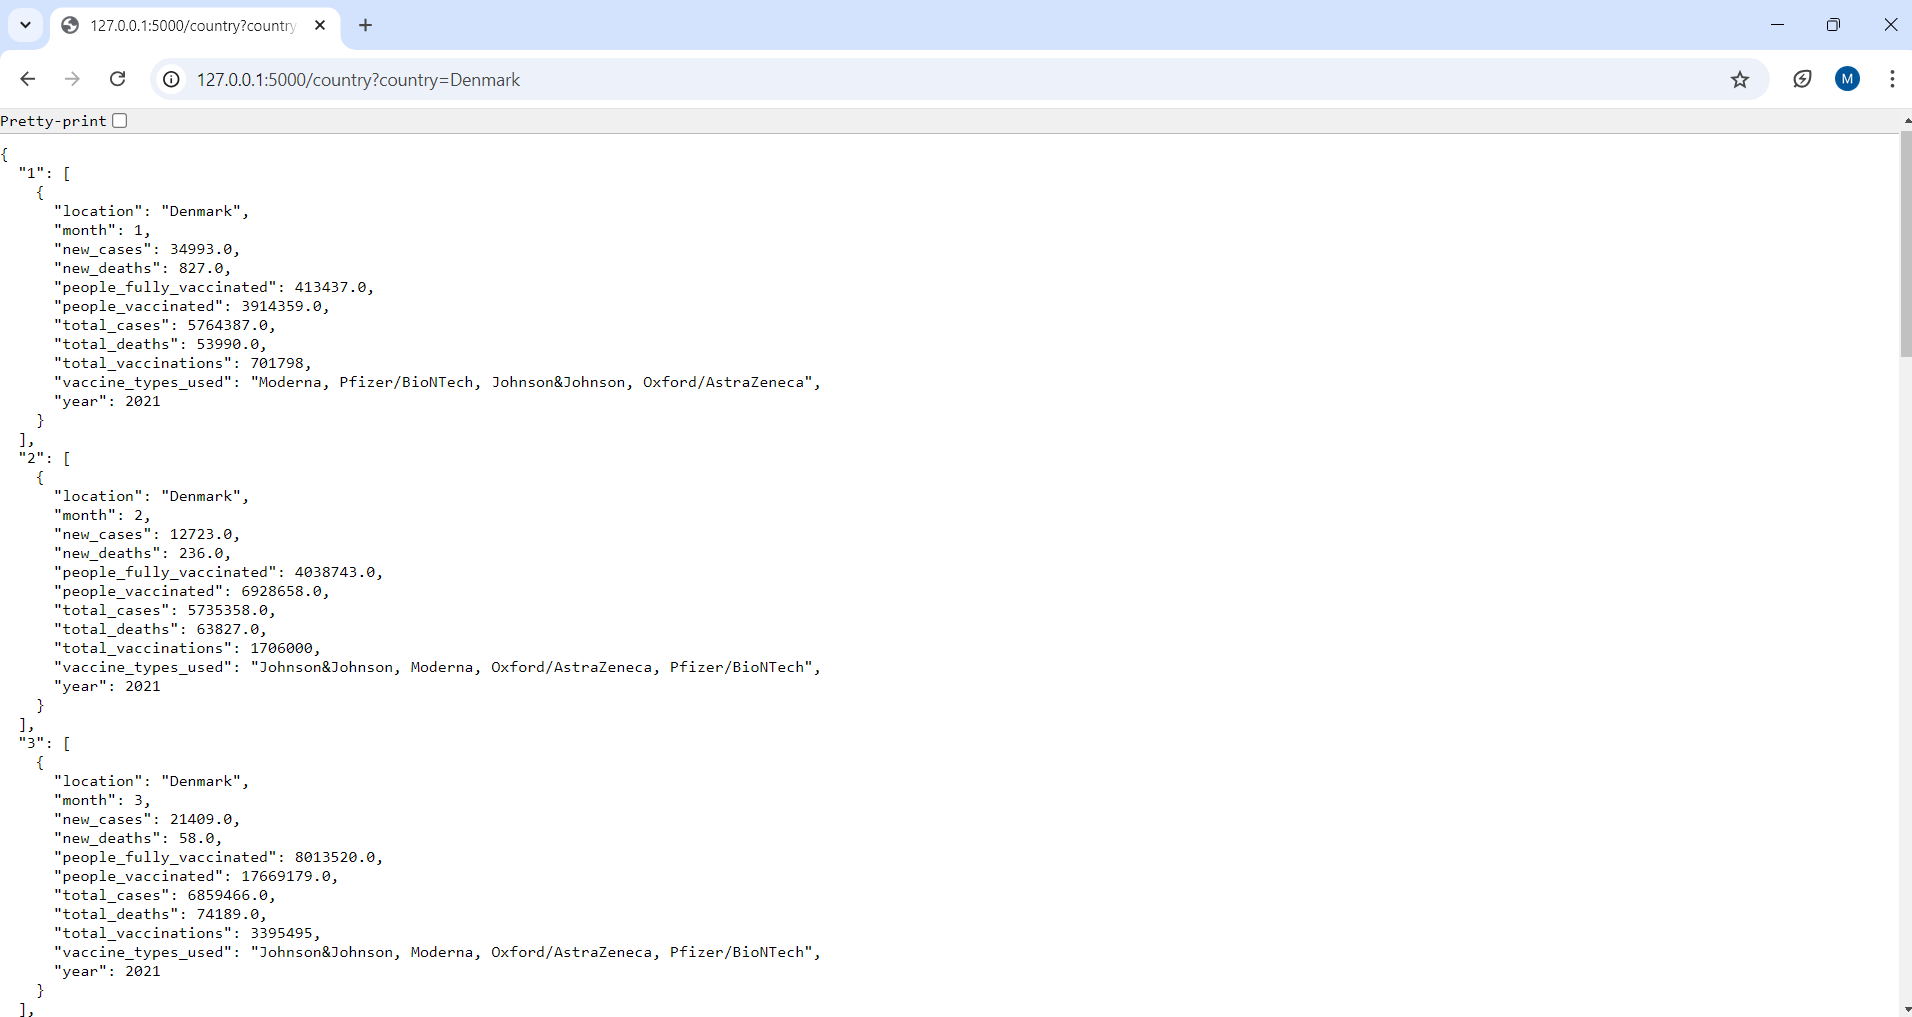 127.0.0.1:5000/country?country
127.0.0.1:5000/country?country=Denmark
M
Pretty-print
{
  "1": [
    {
      "location": "Denmark",
      "month": 1,
      "new_cases": 34993.0,
      "new_deaths": 827.0,
      "people_fully_vaccinated": 413437.0,
      "people_vaccinated": 3914359.0,
      "total_cases": 5764387.0,
      "total_deaths": 53990.0,
      "total_vaccinations": 701798,
      "vaccine_types_used": "Moderna, Pfizer/BioNTech, Johnson&Johnson, Oxford/AstraZeneca",
      "year": 2021
    }
  ],
  "2": [
    {
      "location": "Denmark",
      "month": 2,
      "new_cases": 12723.0,
      "new_deaths": 236.0,
      "people_fully_vaccinated": 4038743.0,
      "people_vaccinated": 6928658.0,
      "total_cases": 5735358.0,
      "total_deaths": 63827.0,
      "total_vaccinations": 1706000,
      "vaccine_types_used": "Johnson&Johnson, Moderna, Oxford/AstraZeneca, Pfizer/BioNTech",
      "year": 2021
    }
  ],
  "3": [
    {
      "location": "Denmark",
      "month": 3,
      "new_cases": 21409.0,
      "new_deaths": 58.0,
      "people_fully_vaccinated": 8013520.0,
      "people_vaccinated": 17669179.0,
      "total_cases": 6859466.0,
      "total_deaths": 74189.0,
      "total_vaccinations": 3395495,
      "vaccine_types_used": "Johnson&Johnson, Moderna, Oxford/AstraZeneca, Pfizer/BioNTech",
      "year": 2021
    }
  ],